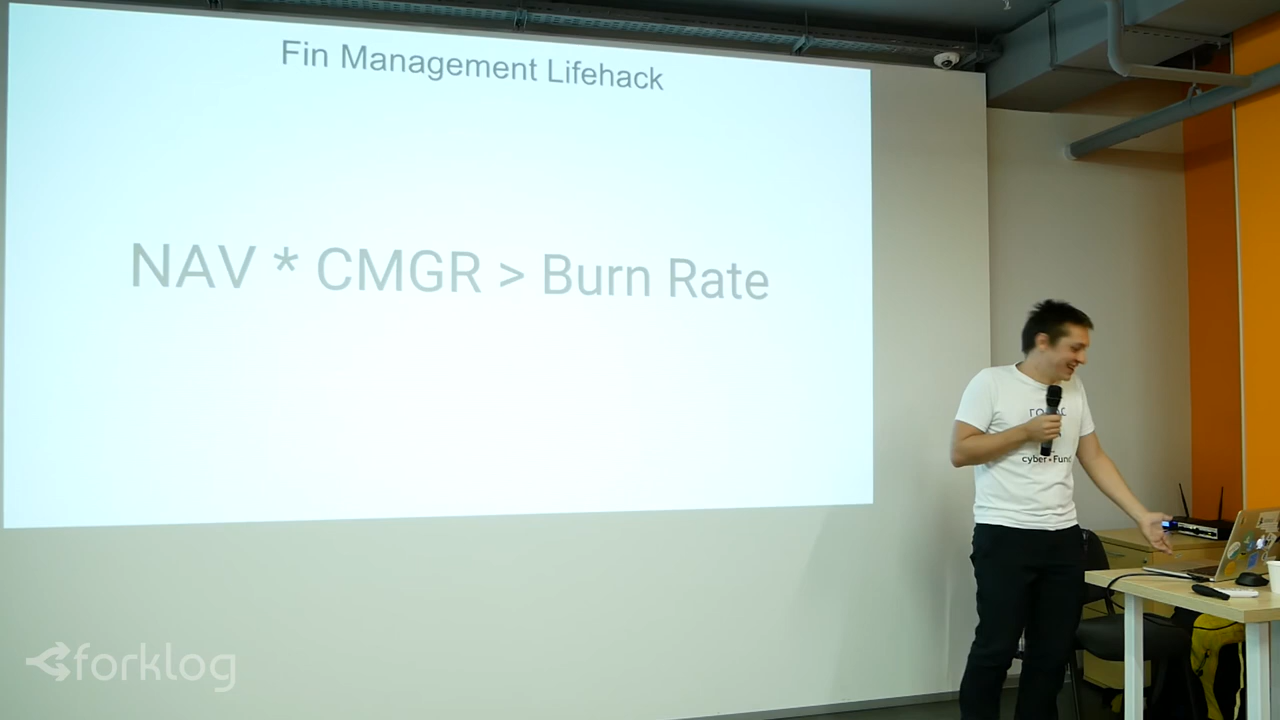 Fin Management Lifehack
NAV * CMGR > Burn Rate
cyber•Fund
forklog